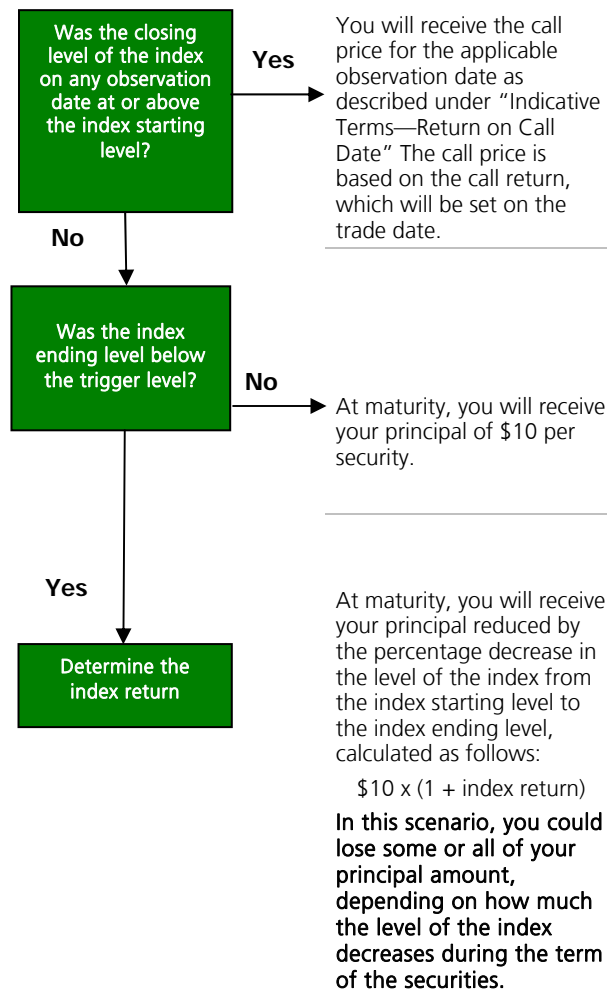 Was the closing
level of the index
on any observation
date at or above
the index starting
level?
Yes
You will receive the call
price for the applicable
observation date as
described under “Indicative
Terms—Return on Call
Date” The call price is
based on the call return,
which will be set on the
trade date.
No
Was the index
ending level below
the trigger level?
No
At maturity, you will receive
your principal of $10 per
security.
Yes
Determine the
index return
At maturity, you will receive
your principal reduced by
the percentage decrease in
the level of the index from
the index starting level to
the index ending level,
calculated as follows:
$10 x (1 + index return)
In this scenario, you could
lose some or all of your
principal amount,
depending on how much
the level of the index
decreases during the term
of the securities.